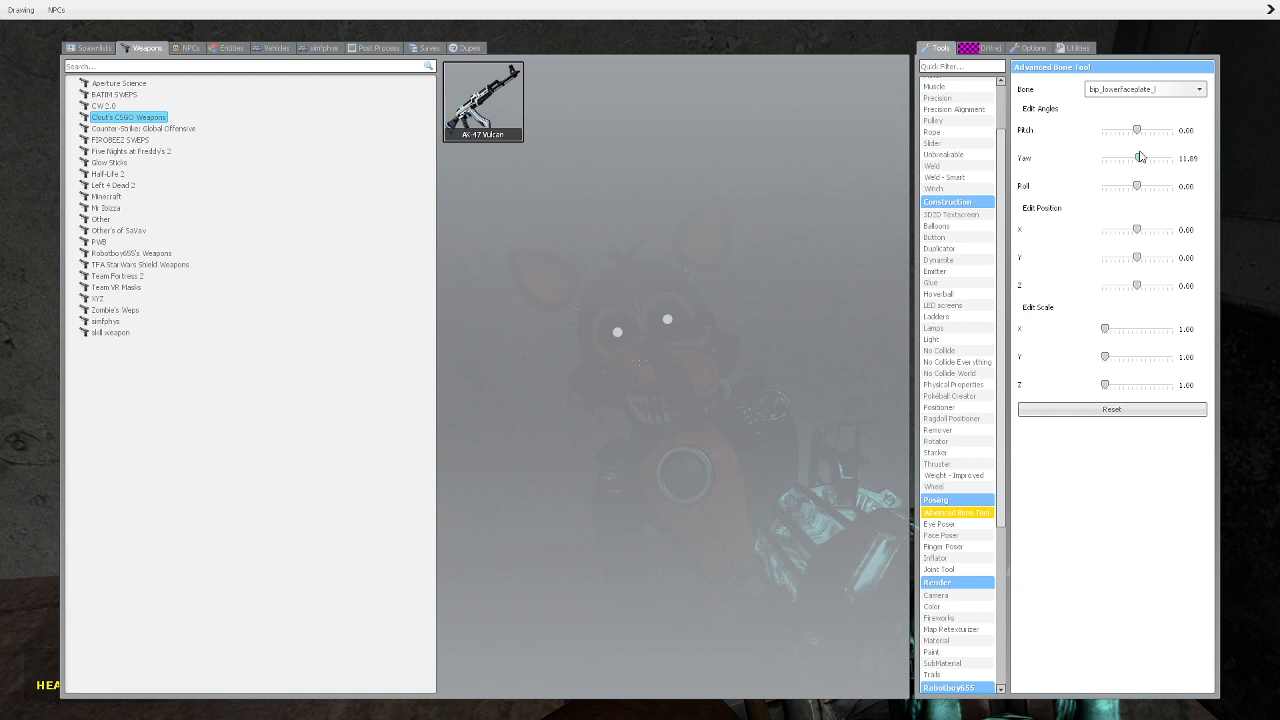 Drawing NPCs
Spawnlists Weapons NPCs Entities Vehicles simfphys Post Process Saves Dupes
Tools DrVrej Options Utilities
Search...
Aperture Science
BATIM SWEPS
CW 2.0
Clout's CSGO Weapons
Counter-Strike: Global Offensive
FIROBEEZ SWEPS
Five Nights at Freddy's 2
Glow Sticks
Half-Life 2
Left 4 Dead 2
Minecraft
Mr Ibizza
Other
Other's of SaVav
PWB
Robotboy655's Weapons
TFA StarWars Shield Weapons
Team Fortress 2
Team VR Masks
XYZ
Zombie's Weps
simfphys
skill weapon
AK-47 Vulcan
Quick Filter...
Muscle
Precision
Precision Alignment
Pulley
Rope
Slider
Unbreakable
Weld
Weld - Smart
Winch
Construction
3D2D Textscreen
Balloons
Button
Duplicator
Dynamite
Emitter
Glue
Hoverball
LED screens
Ladders
Lamps
Light
No Collide
No Collide Everything
No Collide World
Physical Properties
Pokéball Creator
Positioner
Ragdoll Positioner
Remover
Rotator
Stacker
Thruster
Weight - Improved
Wheel
Posing
Advanced Bone Tool
Eye Poser
Face Poser
Finger Poser
Inflator
Joint Tool
Render
Camera
Color
Fireworks
Lamps
Map Retexturizer
Material
Paint
SubMaterial
Trails
Robotboy655
Advanced Bone Tool
Bone bip_lowerfaceplate_l
Edit Angles
Pitch 0.00
Yaw 11.89
Roll 0.00
Edit Position
X 0.00
Y 0.00
Z 0.00
Edit Scale
X 1.00
Y 1.00
Z 1.00
Reset
HEA